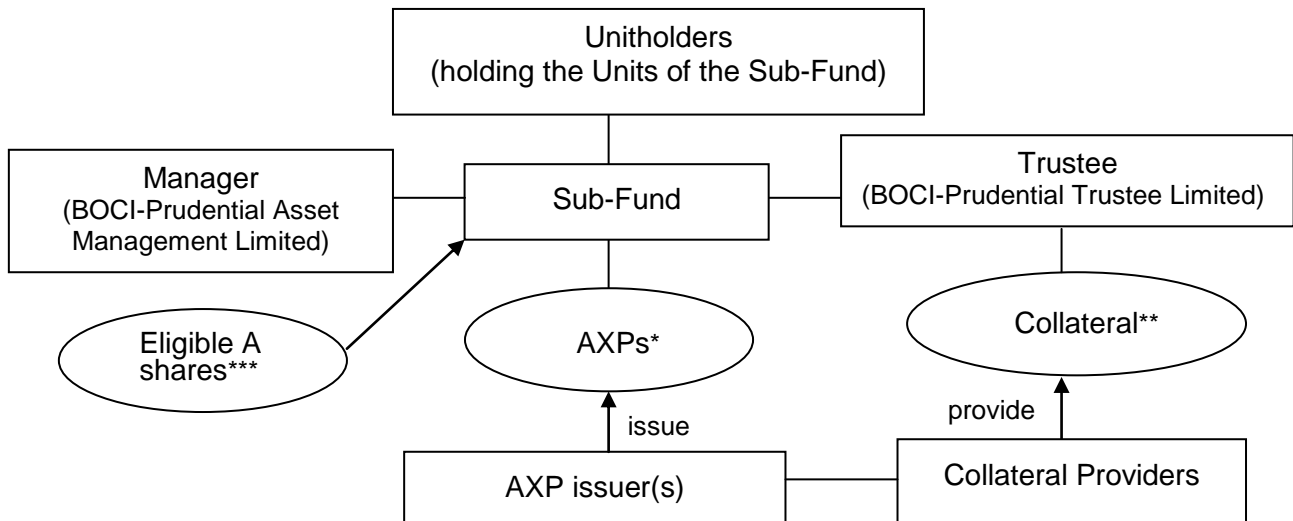 Unitholders
(holding the Units of the Sub-Fund)
Manager
(BOCI-Prudential Asset
Management Limited)
Sub-Fund
Trustee
(BOCI-Prudential Trustee Limited)
Eligible A
shares***
AXPs*
Collateral**
issue
provide
AXP issuer(s)
Collateral Providers